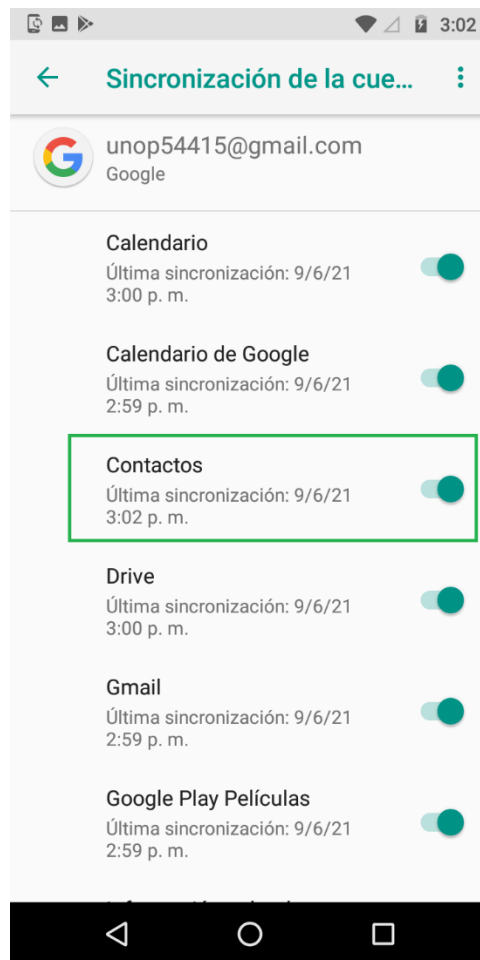 3:02
Sincronización de la cue...
unop54415@gmail.com
Google
Calendario
Última sincronización: 9/6/21
3:00 p. m.
Calendario de Google
Última sincronización: 9/6/21
2:59 p. m.
Contactos
Última sincronización: 9/6/21
3:02 p. m.
Drive
Última sincronización: 9/6/21
3:00 p. m.
Gmail
Última sincronización: 9/6/21
2:59 p. m.
Google Play Películas
Última sincronización: 9/6/21
2:59 p. m.